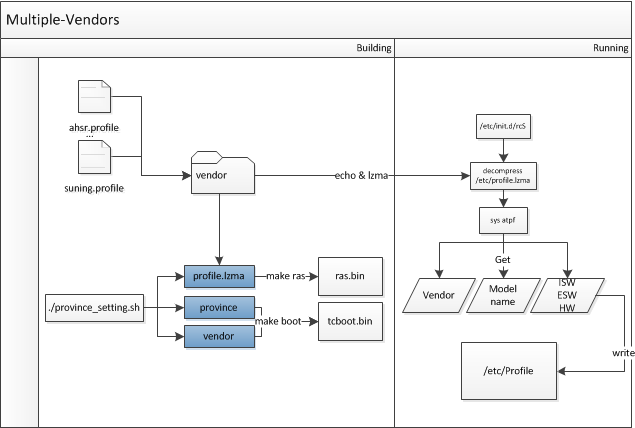 Multiple-Vendors
Building
Running
ahsr.profile
...
suning.profile
vendor
echo & lzma
/etc/init.d/rcS
decompress
/etc/profile.lzma
sys atpf
Get
Vendor
Model
name
ISW
ESW
HW
write
/etc/Profile
./province_setting.sh
profile.lzma
make ras
ras.bin
province
make boot
tcboot.bin
vendor